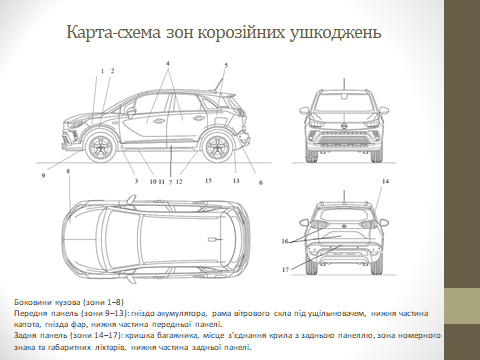 Карта-схема зон корозійних ушкоджень
1 2
4
5
9
3
10 11
7
12
15
13
6
8
14
16
17
Боковини кузова (зони 1–8)
Передня панель (зони 9–13): гніздо акумулятора, рама вітрового скла під ущільнювачем, нижня частина
капота, гнізда фар, нижня частина передньої панелі.
Задня панель (зони 14–17): кришка багажника, місце з’єднання крила з задньою панеллю, зона номерного
знака та габаритних ліхтарів, нижня частина задньої панелі.